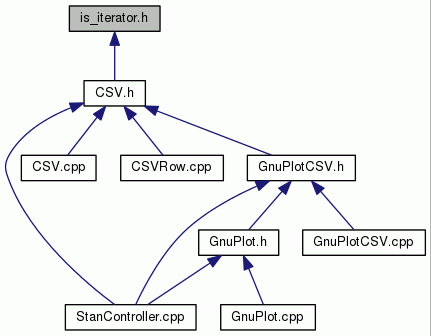 is_iterator.h
CSV.h
CSV.cpp
CSVRow.cpp
GnuPlotCSV.h
GnuPlot.h
GnuPlotCSV.cpp
StanController.cpp
GnuPlot.cpp